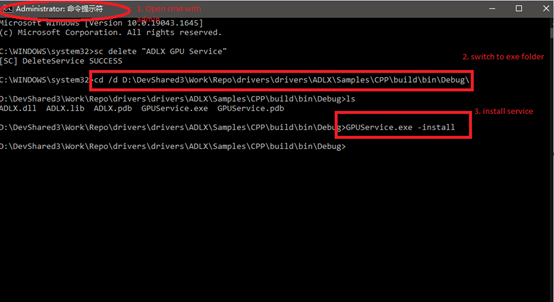 Administrator: 命令提示符
1. Open cmd with
Microsoft Windows [Version 10.0.19043.1645]
(c) Microsoft Corporation. All rights reserved.
C:\WINDOWS\system32>sc delete "ADLX GPU Service"
[SC] DeleteService SUCCESS
2. switch to exe folder
C:\WINDOWS\system32>cd /d D:\DevShared3\Work\Repo\drivers\drivers\ADLX\Samples\CPP\build\bin\Debug\
D:\DevShared3\Work\Repo\drivers\drivers\ADLX\Samples\CPP\build\bin\Debug>ls
ADLX.dll ADLX.lib ADLX.pdb GPUService.exe GPUService.pdb
3. install service
D:\DevShared3\Work\Repo\drivers\drivers\ADLX\Samples\CPP\build\bin\Debug>GPUService.exe -install
D:\DevShared3\Work\Repo\drivers\drivers\ADLX\Samples\CPP\build\bin\Debug>